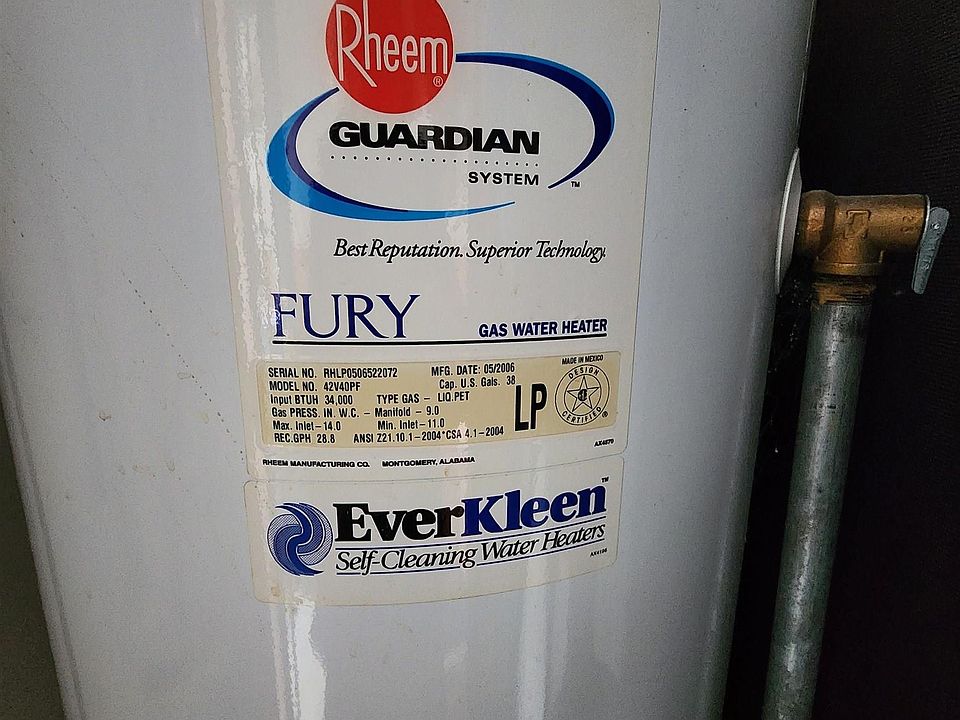 Rheem®
GUARDIAN
SYSTEM ™
Best Reputation. Superior Technology.
FURY GAS WATER HEATER
MADE IN MEXICO
SERIAL NO. RHLP0506522072 MFG. DATE: 05/2006
MODEL NO. 42V40PF Cap. U.S. Gals. 38
Input BTUH 34,000 TYPE GAS - LIQ.PET
Gas PRESS. IN. W.C. - Manifold - 9.0
Max. Inlet-14.0 Min. Inlet-11.0
REC.GPH 28.8 ANSI Z21.10.1-2004*CSA 4.1-2004
LP
DESIGN
CERTIFIED ®
AX4679
RHEEM MANUFACTURING CO. MONTGOMERY, ALABAMA
EverKleen™
Self-Cleaning Water Heaters
AX4196